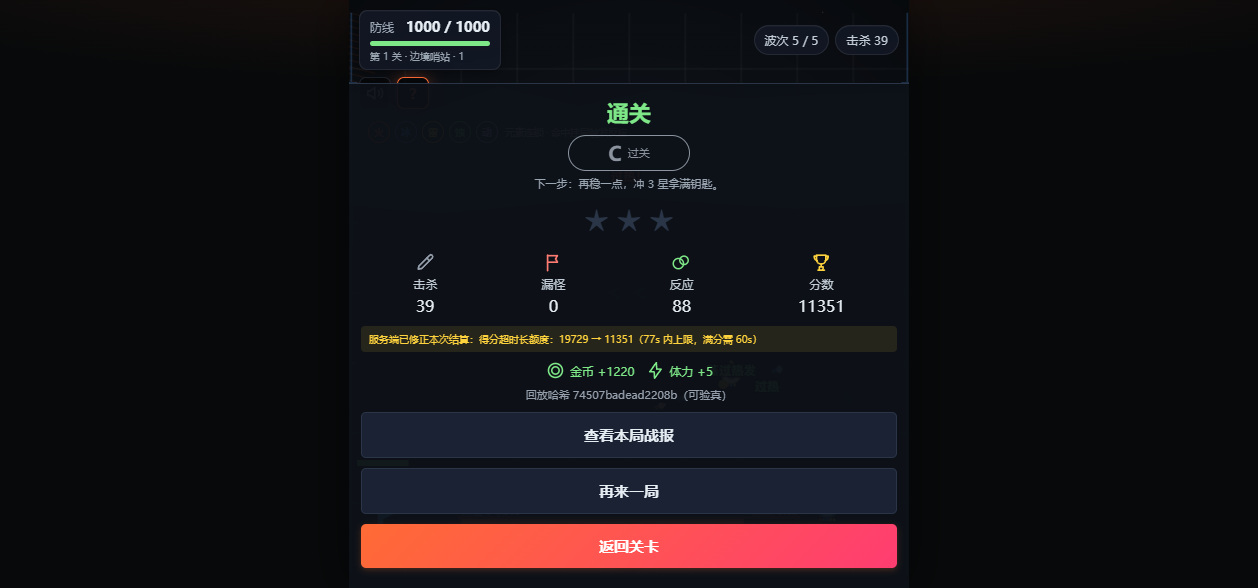 防线 1000 / 1000
第 1 关 · 边境哨站 · 1
波次 5 / 5
击杀 39
?
通关
C 过关
下一步：再稳一点，冲 3 星拿满钥匙。
击杀 漏怪 反应 分数
39 0 88 11351
服务端已修正本次结算：得分超时长额度：19729 → 11351（77s 内上限，满分需 60s）
金币 +1220 体力 +5
回放哈希 74507badead2208b（可验真）
查看本局战报
再来一局
返回关卡